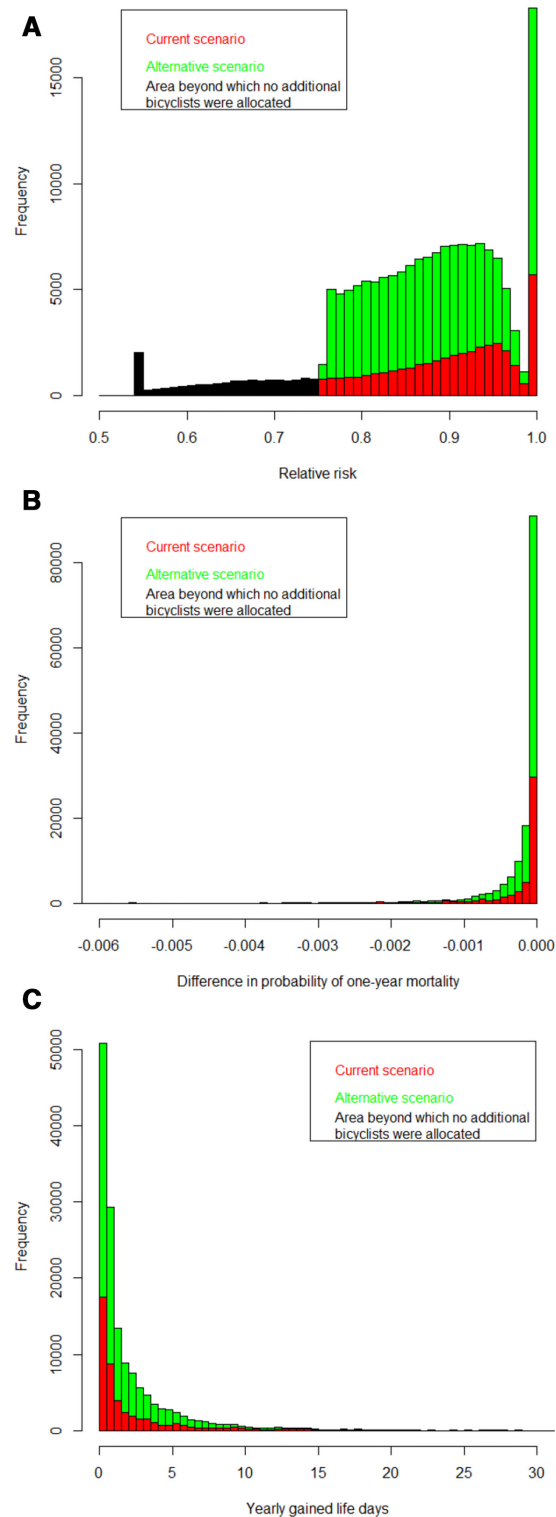 A
Current scenario
Alternative scenario
Area beyond which no additional
bicyclists were allocated
Frequency
15000
10000
5000
0
0.5 0.6 0.7 0.8 0.9 1.0
Relative risk
B
Current scenario
Alternative scenario
Area beyond which no additional
bicyclists were allocated
Frequency
80000
60000
40000
20000
0
-0.006 -0.005 -0.004 -0.003 -0.002 -0.001 0.000
Difference in probability of one-year mortality
C
Current scenario
Alternative scenario
Area beyond which no additional
bicyclists were allocated
Frequency
50000
40000
30000
20000
10000
0
0 5 10 15 20 25 30
Yearly gained life days